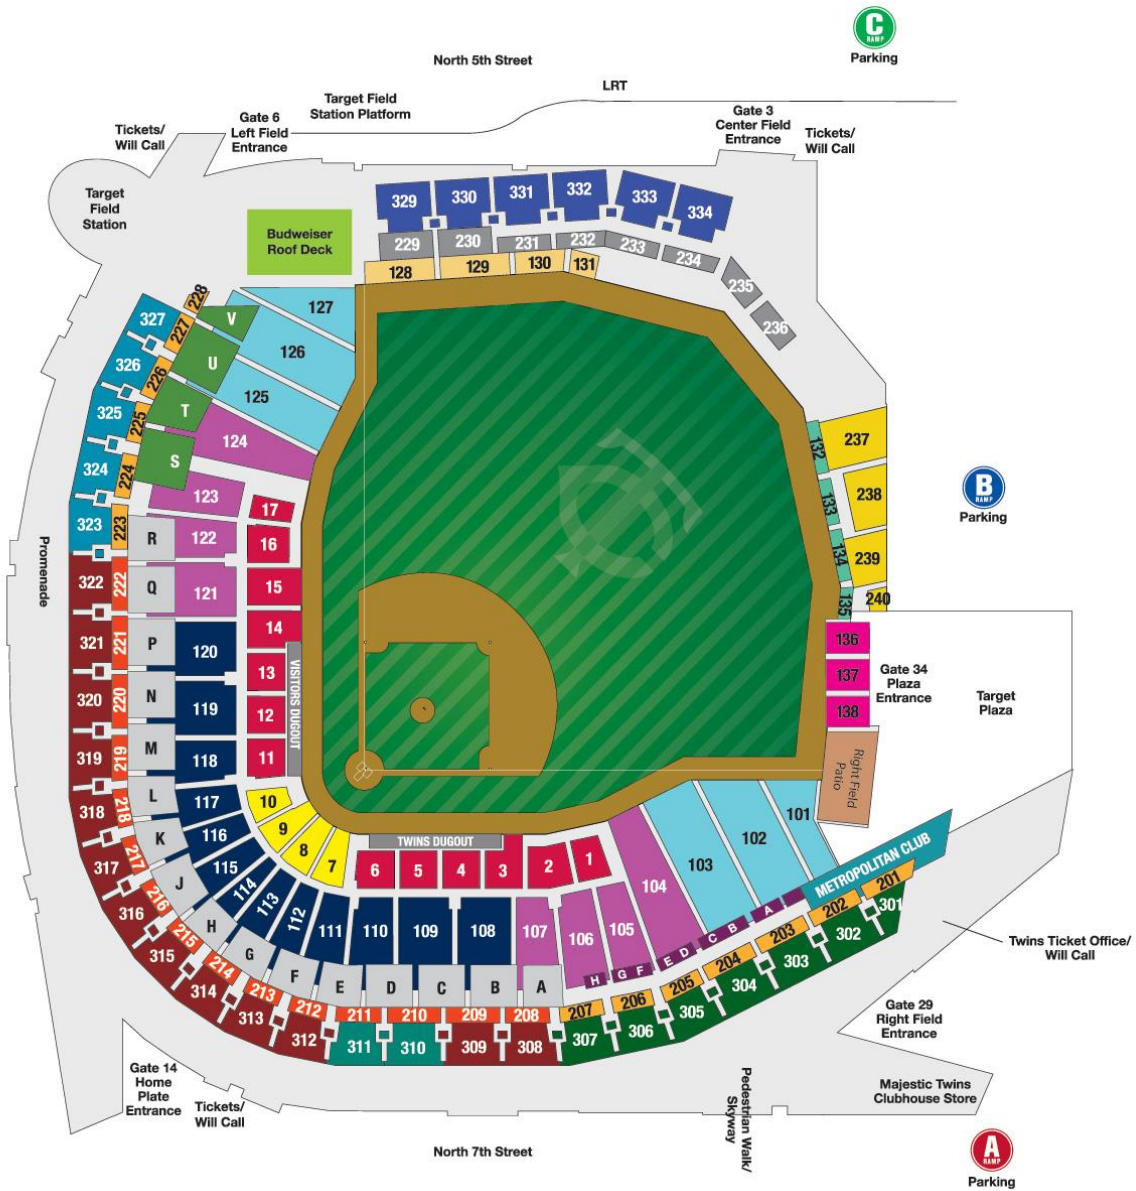 C
RAMP
Parking
North 5th Street
LRT
Target Field
Station Platform
Gate 6
Left Field
Entrance
Tickets/
Will Call
Gate 3
Center Field
Entrance
Tickets/
Will Call
Target
Field
Station
Budweiser
Roof Deck
329
330
331
332
333
334
229
230
231
232
233
234
235
236
128
129
130
131
327
326
325
324
323
322
321
320
319
318
317
316
315
314
313
312
311
310
309
308
307
306
305
304
303
302
301
228
227
226
225
224
223
222
221
220
219
218
217
216
215
214
213
212
211
210
209
208
207
206
205
204
203
202
201
V
U
T
S
R
Q
P
N
M
L
K
J
H
G
F
E
D
C
B
A
127
126
125
124
123
122
121
120
119
118
117
116
115
114
113
112
111
110
109
108
107
106
105
104
103
102
101
17
16
15
14
13
12
11
10
9
8
7
6
5
4
3
2
1
VISITORS DUGOUT
TWINS DUGOUT
H
G
F
E
D
C
B
A
METROPOLITAN CLUB
132
133
134
135
136
137
138
237
238
239
240
Right Field
Patio
B
RAMP
Parking
Gate 34
Plaza
Entrance
Target
Plaza
Promenade
Twins Ticket Office/
Will Call
Gate 29
Right Field
Entrance
Majestic Twins
Clubhouse Store
Gate 14
Home
Plate
Entrance
Tickets/
Will Call
North 7th Street
Pedestrian Walk/
Skyway
A
RAMP
Parking